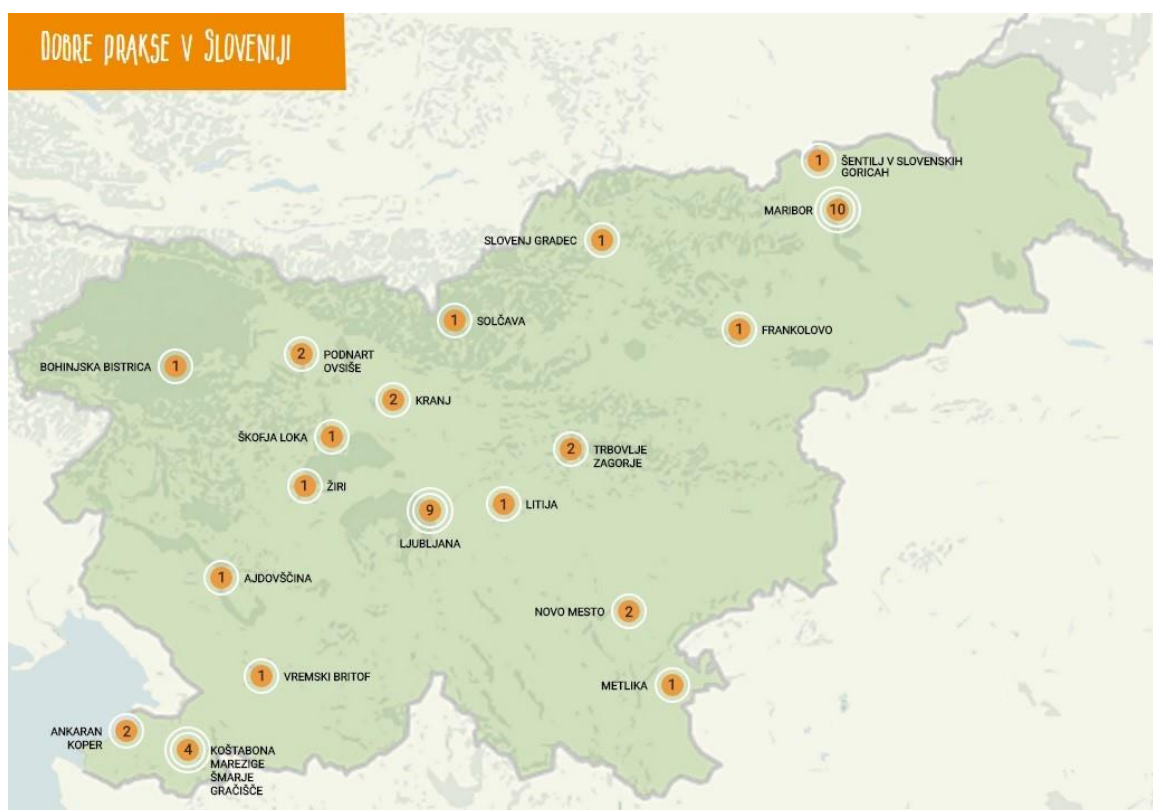 DOBRE PRAKSE V SLOVENIJI
1
ŠENTILJ V SLOVENSKIH
GORICAH
MARIBOR
10
SLOVENJ GRADEC
1
1
SOLČAVA
1
FRANKOLOVO
2
PODNART
OVSIŠE
BOHINJSKA BISTRICA
1
2
KRANJ
ŠKOFJA LOKA
1
2
TRBOVLJE
ZAGORJE
1
ŽIRI
1
LITIJA
9
LJUBLJANA
1
AJDOVŠČINA
NOVO MESTO
2
1
VREMSKI BRITOF
METLIKA
1
ANKARAN
KOPER
2
4
KOŠTABONA
MAREZIGE
ŠMARJE
GRAČIŠČE